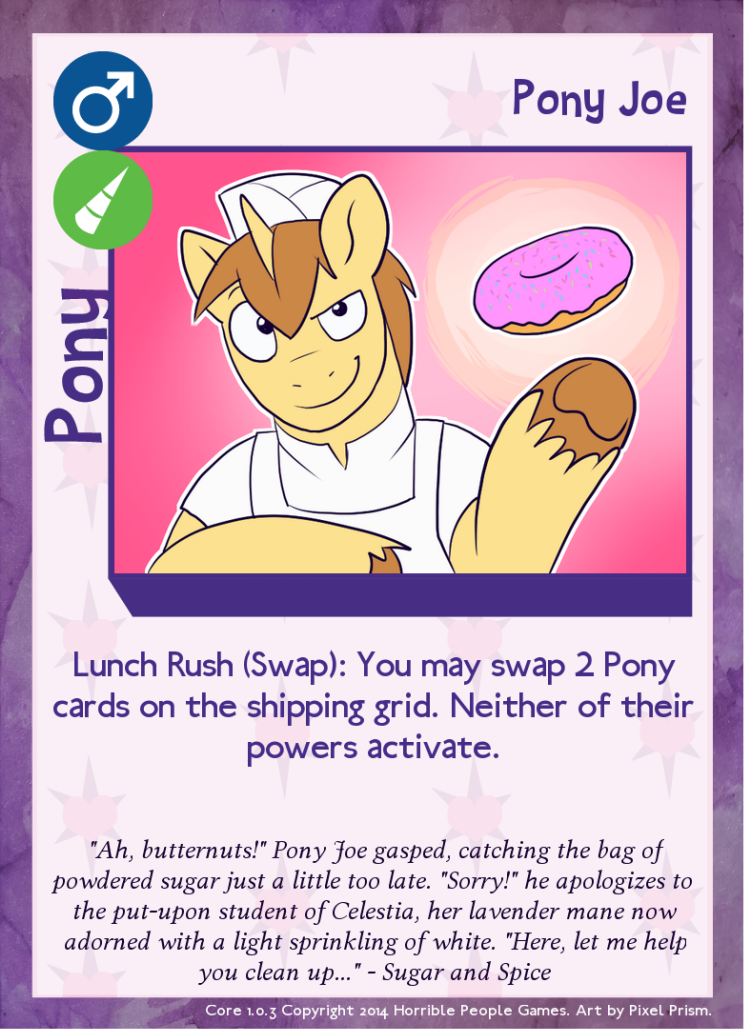 Pony Joe
Pony
Lunch Rush (Swap): You may swap 2 Pony
cards on the shipping grid. Neither of their
powers activate.
"Ah, butternuts!" Pony Joe gasped, catching the bag of
powdered sugar just a little too late. "Sorry!" he apologizes to
the put-upon student of Celestia, her lavender mane now
adorned with a light sprinkling of white. "Here, let me help
you clean up..." - Sugar and Spice
Core 1.0.3 Copyright 2014 Horrible People Games. Art by Pixel Prism.